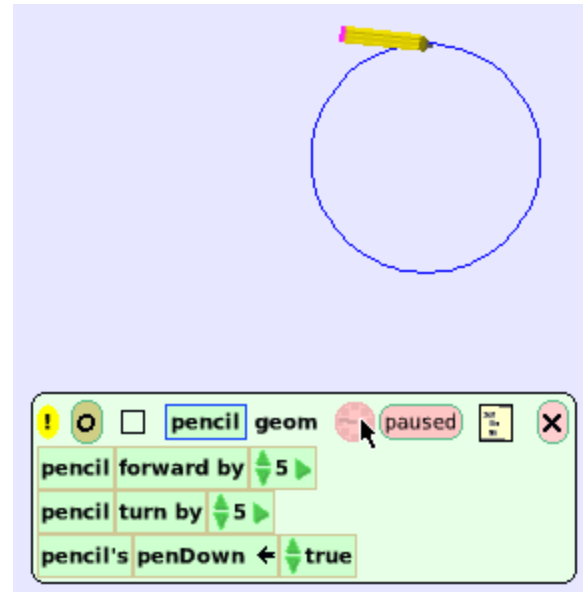 ! O pencil geom paused X
pencil forward by 5
pencil turn by 5
pencil's penDown ← true